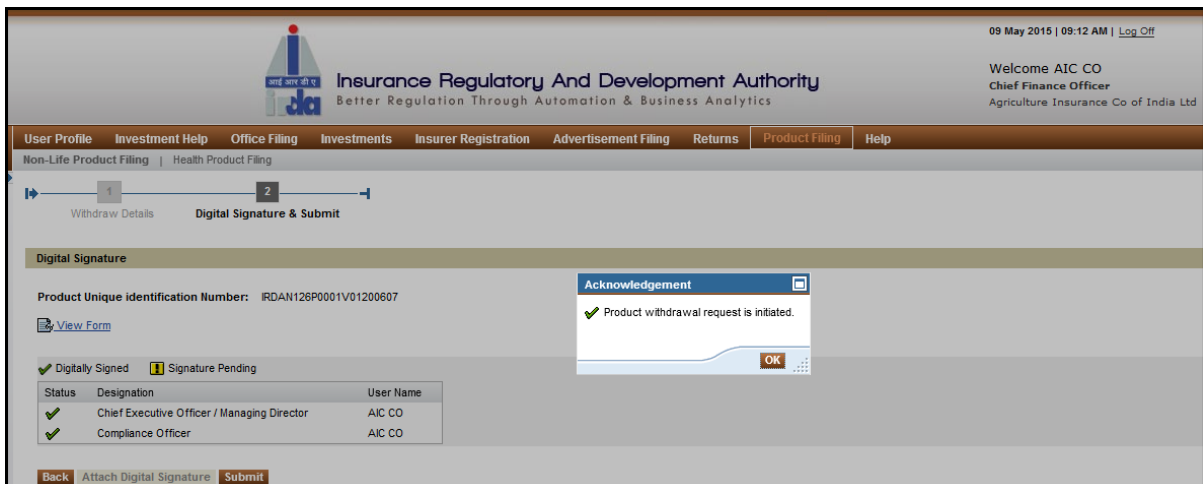 09 May 2015 | 09:12 AM | Log Off
Welcome AIC CO
Chief Finance Officer
Agriculture Insurance Co of India Ltd
आई आर डी ए
irda
Insurance Regulatory And Development Authority
Better Regulation Through Automation & Business Analytics
User Profile Investment Help Office Filing Investments Insurer Registration Advertisement Filing Returns Product Filing Help
Non-Life Product Filing | Health Product Filing
1 2
Withdraw Details Digital Signature & Submit
Digital Signature
Product Unique identification Number: IRDAN126P0001V01200607
View Form
Acknowledgement
Product withdrawal request is initiated.
OK
Digitally Signed Signature Pending
Status Designation User Name
Chief Executive Officer / Managing Director AIC CO
Compliance Officer AIC CO
Back Attach Digital Signature Submit